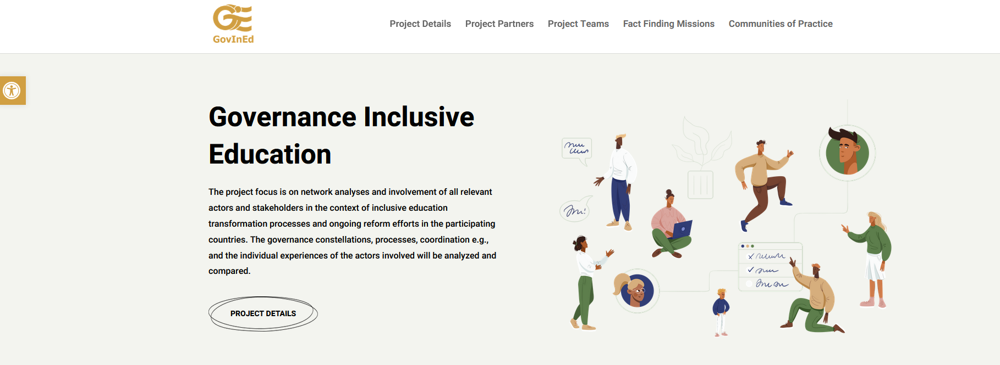 GovInEd
Project Details
Project Partners
Project Teams
Fact Finding Missions
Communities of Practice
Governance Inclusive
Education
The project focus is on network analyses and involvement of all relevant
actors and stakeholders in the context of inclusive education
transformation processes and ongoing reform efforts in the participating
countries. The governance constellations, processes, coordination e.g.,
and the individual experiences of the actors involved will be analyzed and
compared.
PROJECT DETAILS